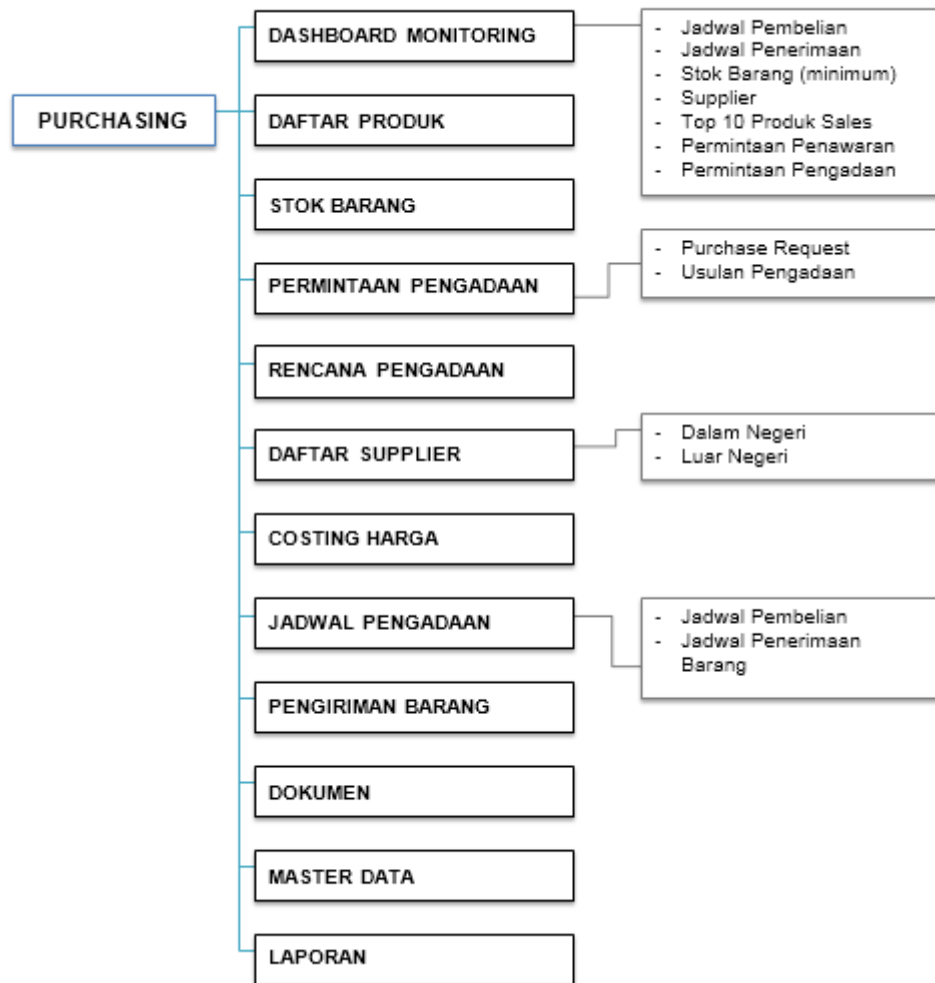 PURCHASING
DASHBOARD MONITORING
- Jadwal Pembelian
- Jadwal Penerimaan
- Stok Barang (minimum)
- Supplier
- Top 10 Produk Sales
- Permintaan Penawaran
- Permintaan Pengadaan
DAFTAR PRODUK
STOK BARANG
PERMINTAAN PENGADAAN
- Purchase Request
- Usulan Pengadaan
RENCANA PENGADAAN
DAFTAR SUPPLIER
- Dalam Negeri
- Luar Negeri
COSTING HARGA
JADWAL PENGADAAN
- Jadwal Pembelian
- Jadwal Penerimaan
Barang
PENGIRIMAN BARANG
DOKUMEN
MASTER DATA
LAPORAN